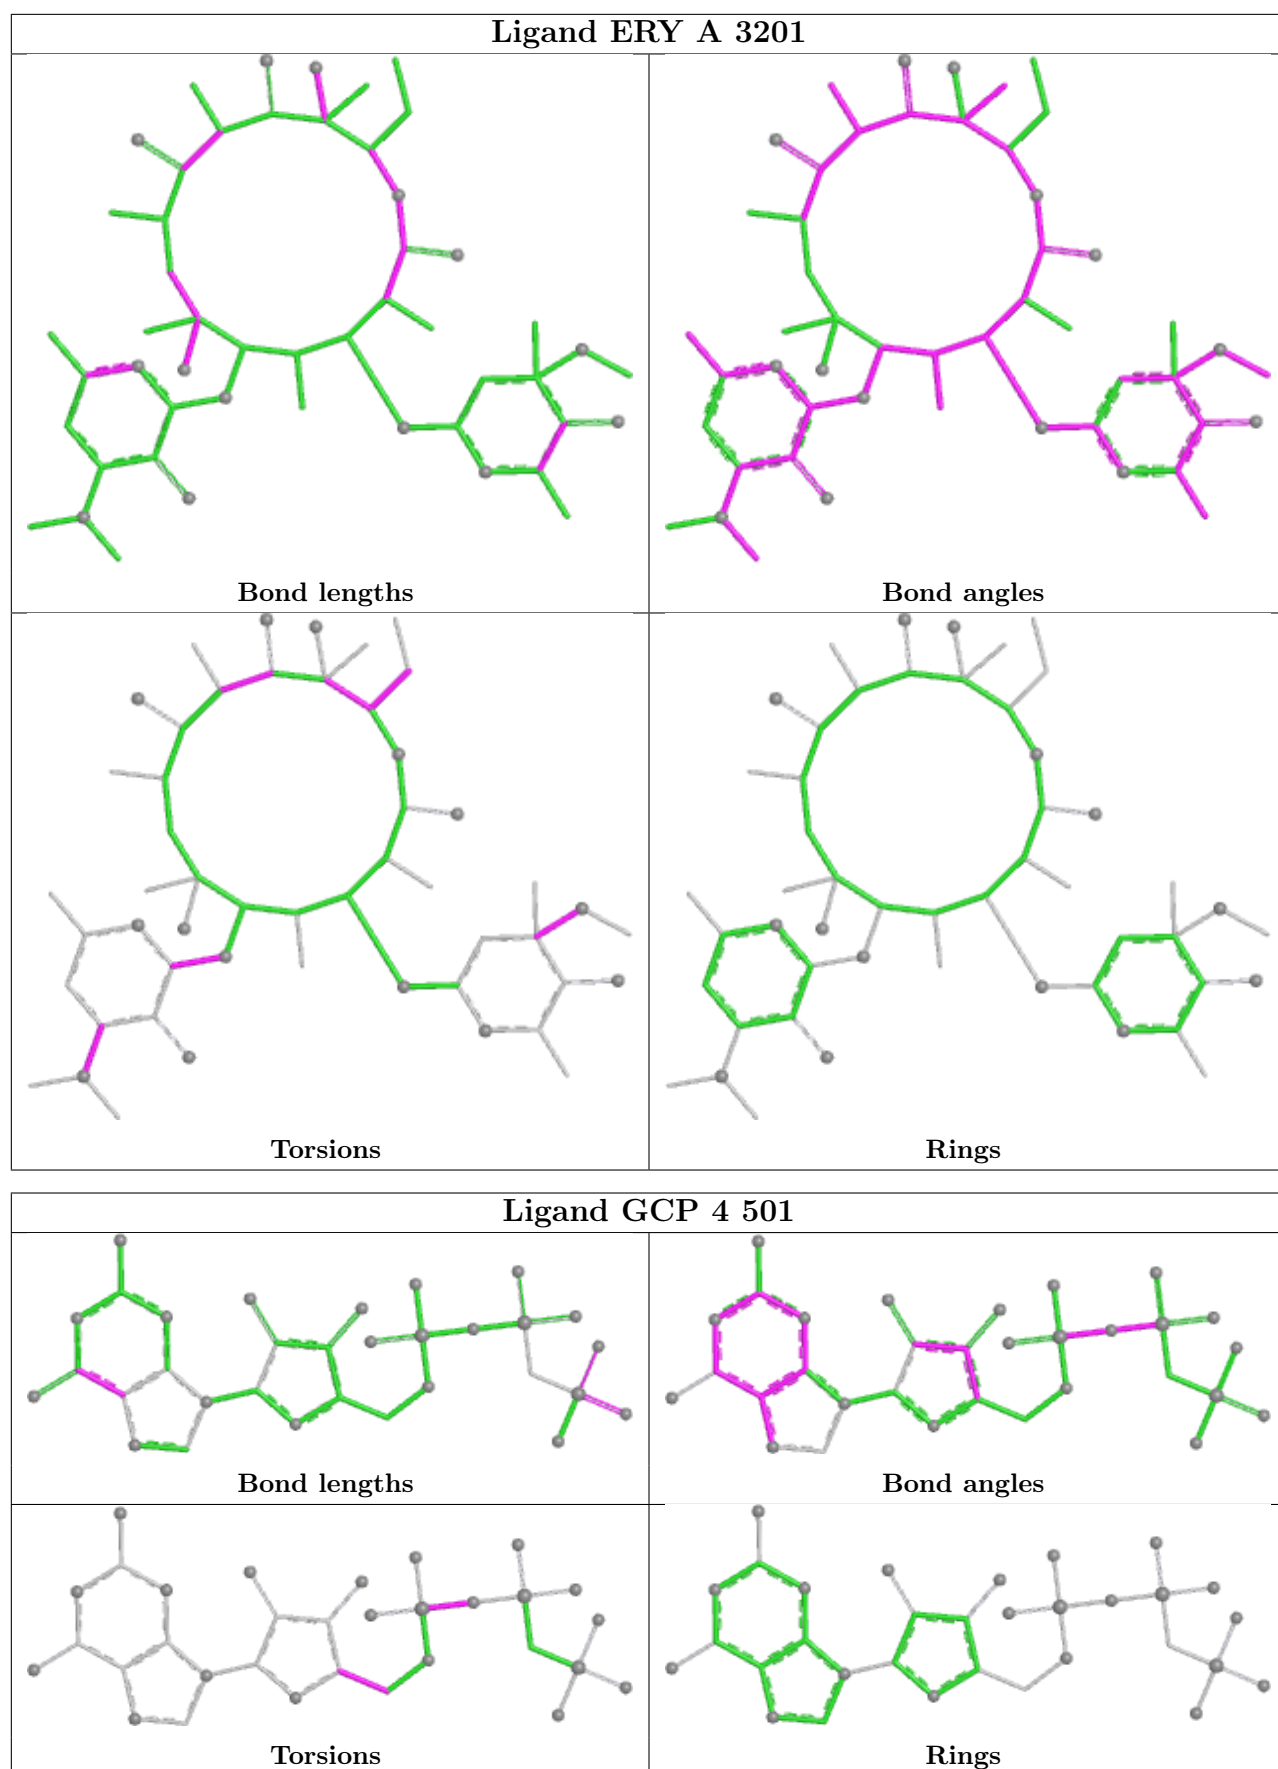 Ligand ERY A 3201
Bond lengths
Bond angles
Torsions
Rings
Ligand GCP 4 501
Bond lengths
Bond angles
Torsions
Rings